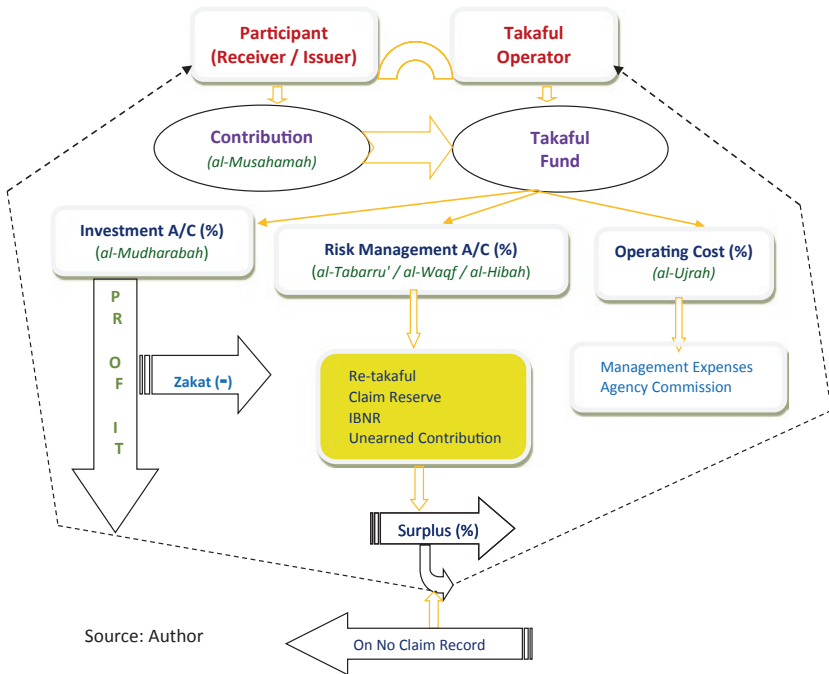 Participant
(Receiver / Issuer)
Takaful
Operator
Contribution
(al-Musahamah)
Takaful
Fund
Investment A/C (%)
(al-Mudharabah)
Risk Management A/C (%)
(al-Tabarru' / al-Waqf / al-Hibah)
Operating Cost (%)
(al-Ujrah)
P
R
O
F
I T
Zakat (-)
Re-takaful
Claim Reserve
IBNR
Unearned Contribution
Management Expenses
Agency Commission
Surplus (%)
Source: Author
On No Claim Record